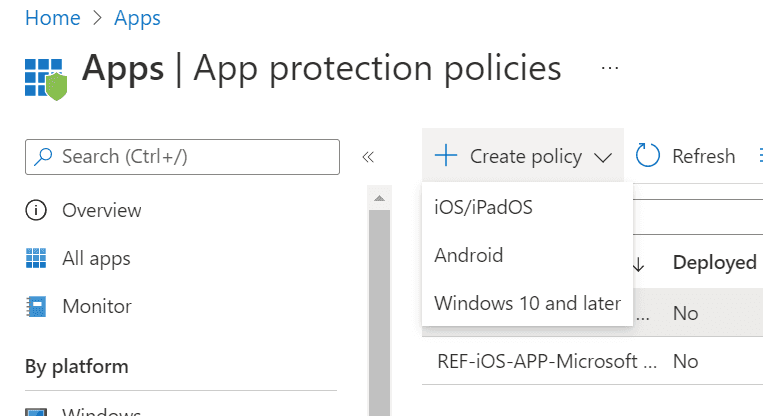 Home > Apps
Apps | App protection policies ...
Search (Ctrl+/) «
+ Create policy Refresh
Overview
All apps
Monitor
By platform
Windows
iOS/iPadOS
Android
Windows 10 and later
↓ Deployed
... No
REF-iOS-APP-Microsoft ... No